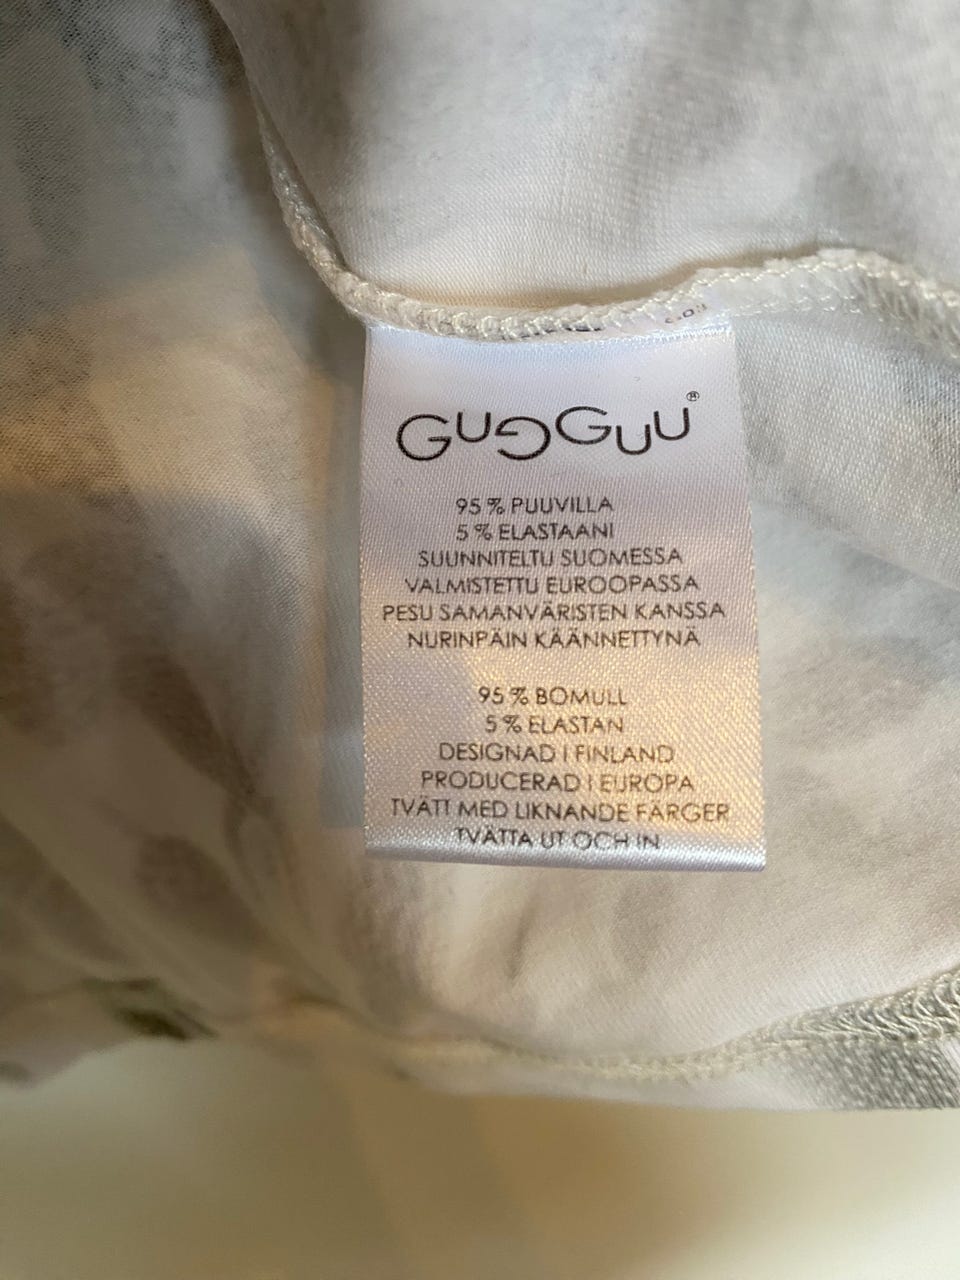 GUGGUU®
95 % PUUVILLA
5 % ELASTAANI
SUUNNITELTU SUOMESSA
VALMISTETTU EUROOPASSA
PESU SAMANVÄRISTEN KANSSA
NURINPÄIN KÄÄNNETTYNÄ
95 % BOMULL
5 % ELASTAN
DESIGNAD I FINLAND
PRODUCERAD I EUROPA
TVÄTT MED LIKNANDE FÄRGER
TVÄTTA UT OCH IN